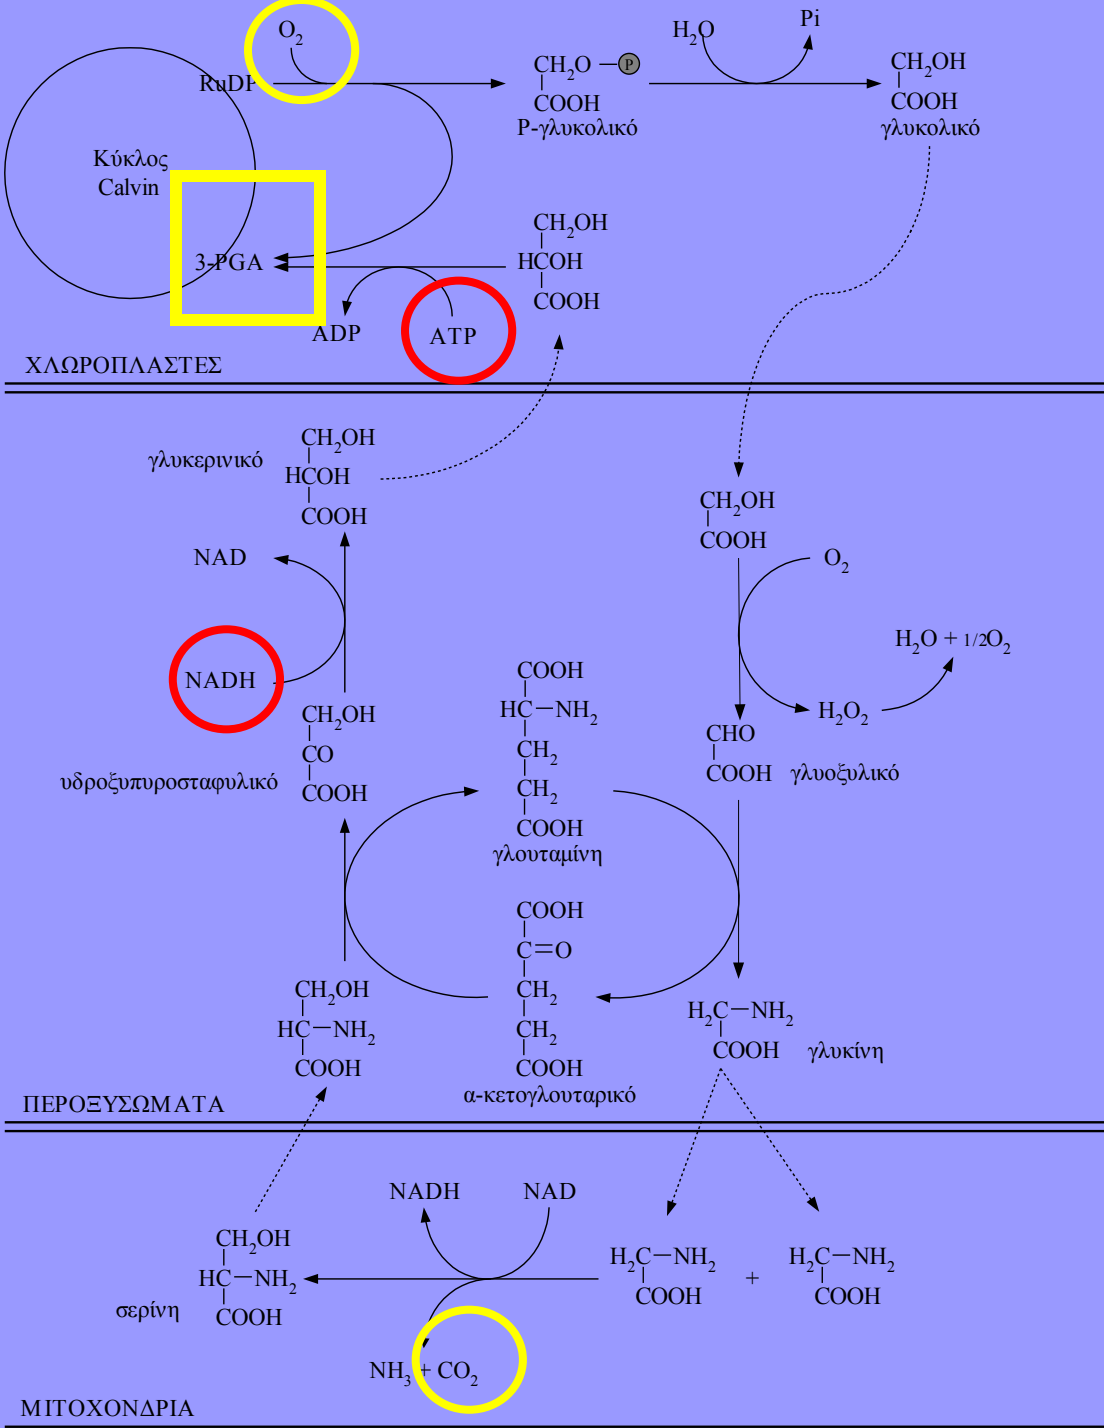 O2
H2O
Pi
RuDP
CH2O — P
COOH
P-γλυκολικό
CH2OH
COOH
γλυκολικό
Κύκλος
Calvin
3-PGA
CH2OH
HCOH
COOH
ADP
ATP
ΧΛΩΡΟΠΛΑΣΤΕΣ
γλυκερινικό
CH2OH
HCOH
COOH
CH2OH
COOH
NAD
O2
NADH
H2O + 1/2O2
H2O2
CH2OH
CO
COOH
υδροξυπυροσταφυλικό
COOH
HC—NH2
CH2
CH2
COOH
γλουταμίνη
CHO
COOH
γλυοξυλικό
COOH
C=O
CH2
CH2
COOH
α-κετογλουταρικό
CH2OH
HC—NH2
COOH
H2C—NH2
COOH
γλυκίνη
ΠΕΡΟΞΥΣΩΜΑΤΑ
NADH
NAD
CH2OH
HC—NH2
COOH
σερίνη
H2C—NH2
COOH
+
H2C—NH2
COOH
NH3 + CO2
ΜΙΤΟΧΟΝΔΡΙΑ